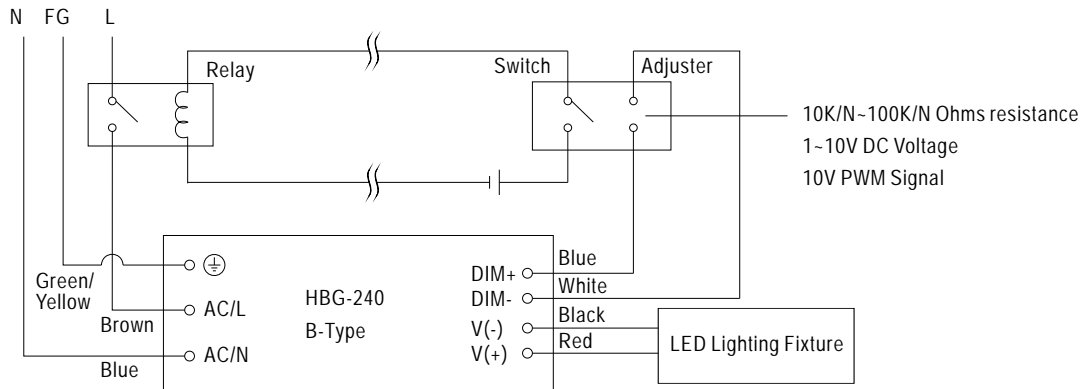 N FG L
Relay
Switch
Adjuster
10K/N~100K/N Ohms resistance
1~10V DC Voltage
10V PWM Signal
Green/
Yellow
Brown
Blue
AC/L
AC/N
HBG-240
B-Type
DIM+
DIM-
V(-)
V(+)
Blue
White
Black
Red
LED Lighting Fixture